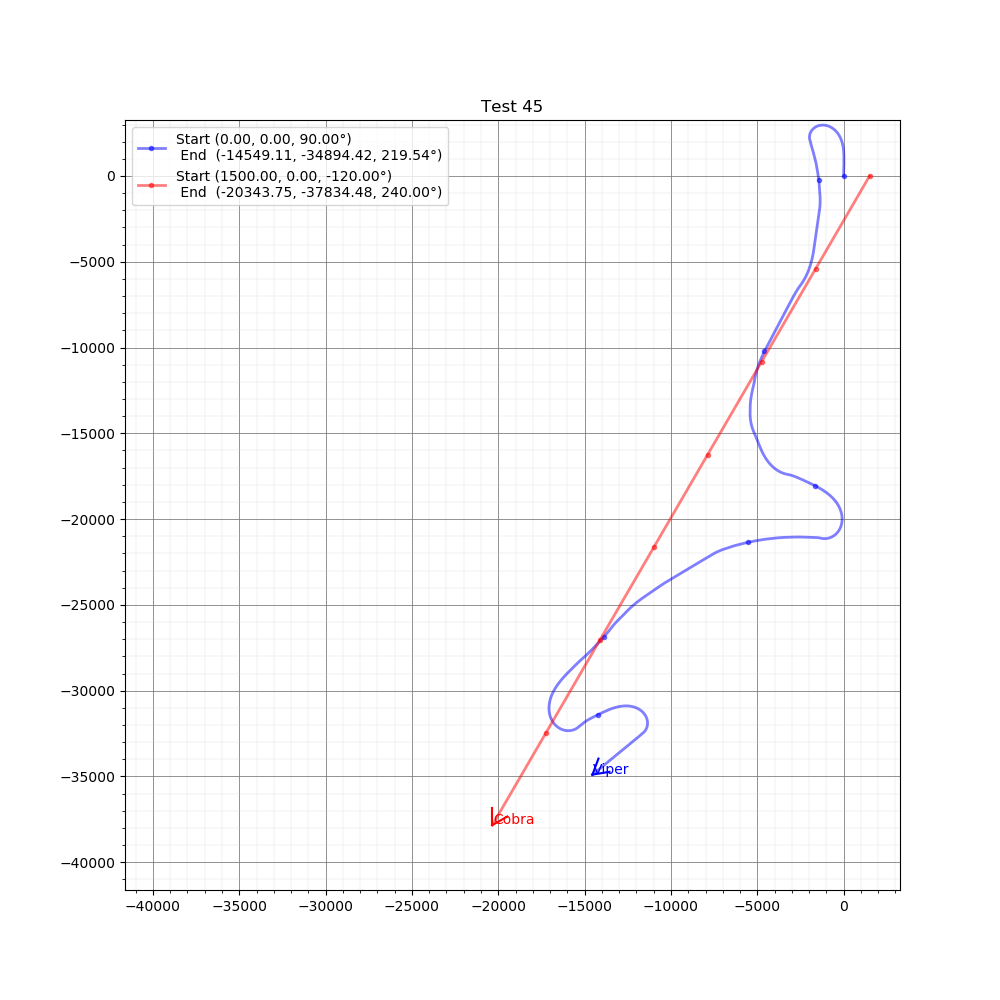 Test 45
Start (0.00, 0.00, 90.00°)
End  (-14549.11, -34894.42, 219.54°)
Start (1500.00, 0.00, -120.00°)
End  (-20343.75, -37834.48, 240.00°)
0
−5000
−10000
−15000
−20000
−25000
−30000
−35000
−40000
Viper
Cobra
−40000 −35000 −30000 −25000 −20000 −15000 −10000 −5000 0